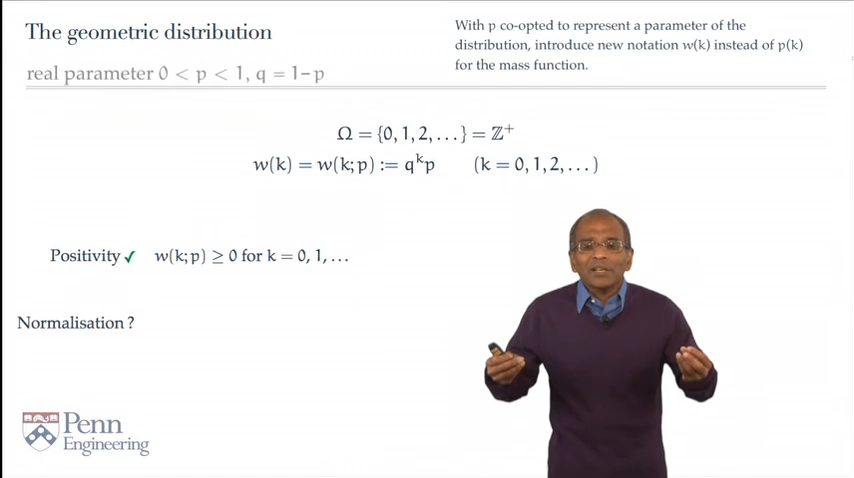 The geometric distribution
real parameter 0 < p < 1, q = 1−p
With p co-opted to represent a parameter of the
distribution, introduce new notation w(k) instead of p(k)
for the mass function.
Ω = {0, 1, 2, . . .} = ℤ⁺
w(k) = w(k; p) := qᵏp (k = 0, 1, 2, . . .)
Positivity ✓ w(k; p) ≥ 0 for k = 0, 1, . . .
Normalisation ?
Penn
Engineering